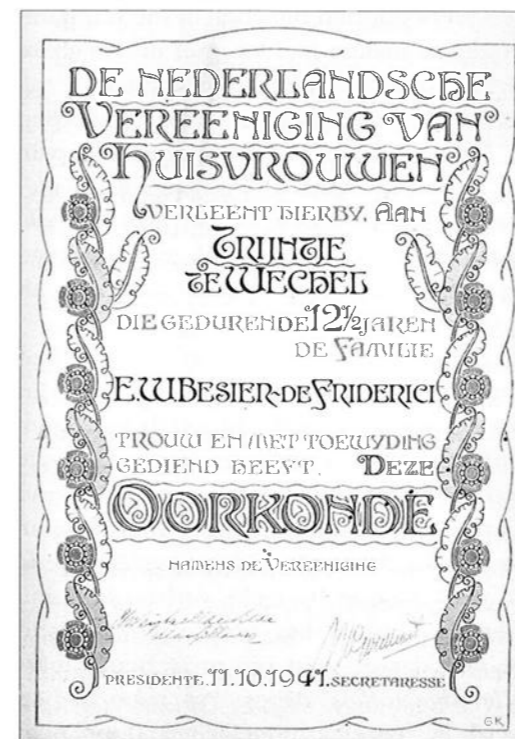 DE NEDERLANDSCHE
VEREENIGING VAN
HUISVROUWEN
VERLEENT HIERBY, AAN
TRIJNTJE
TE WECHEL
DIE GEDURENDE 12½ JAREN
DE FAMILIE
E.W. BESIER-DE FRIDERICI
TROUW EN MET TOEWYDING
GEDIEND HEEFT. DEZE
OORKONDE
NAMENS DE VEREENIGING
PRESIDENTE. 11.10.1941. SECRETARESSE
GK